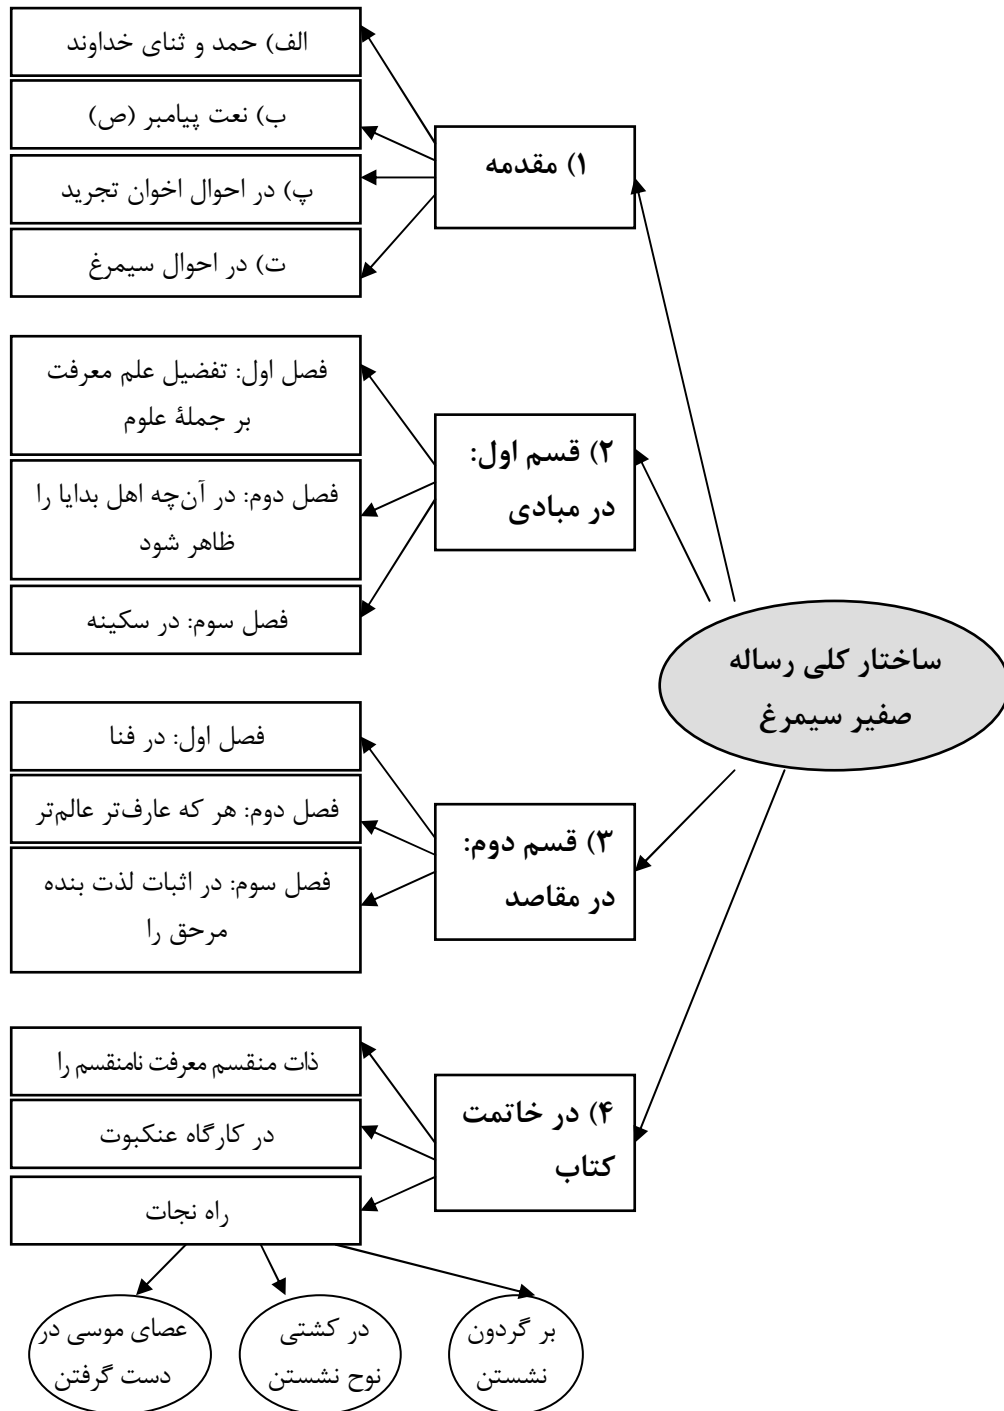 ساختار کلی رساله
صفیر سیمرغ
۱) مقدمه
الف) حمد و ثنای خداوند
ب) نعت پیامبر (ص)
پ) در احوال اخوان تجرید
ت) در احوال سیمرغ
۲) قسم اول:
در مبادی
فصل اول: تفضیل علم معرفت
بر جملهٔ علوم
فصل دوم: در آن‌چه اهل بدایا را
ظاهر شود
فصل سوم: در سکینه
۳) قسم دوم:
در مقاصد
فصل اول: در فنا
فصل دوم: هر که عارف‌تر عالم‌تر
فصل سوم: در اثبات لذت بنده
مرحق را
۴) در خاتمت
کتاب
ذات منقسم معرفت نامنقسم را
در کارگاه عنکبوت
راه نجات
بر گردون
نشستن
در کشتی
نوح نشستن
عصای موسی در
دست گرفتن